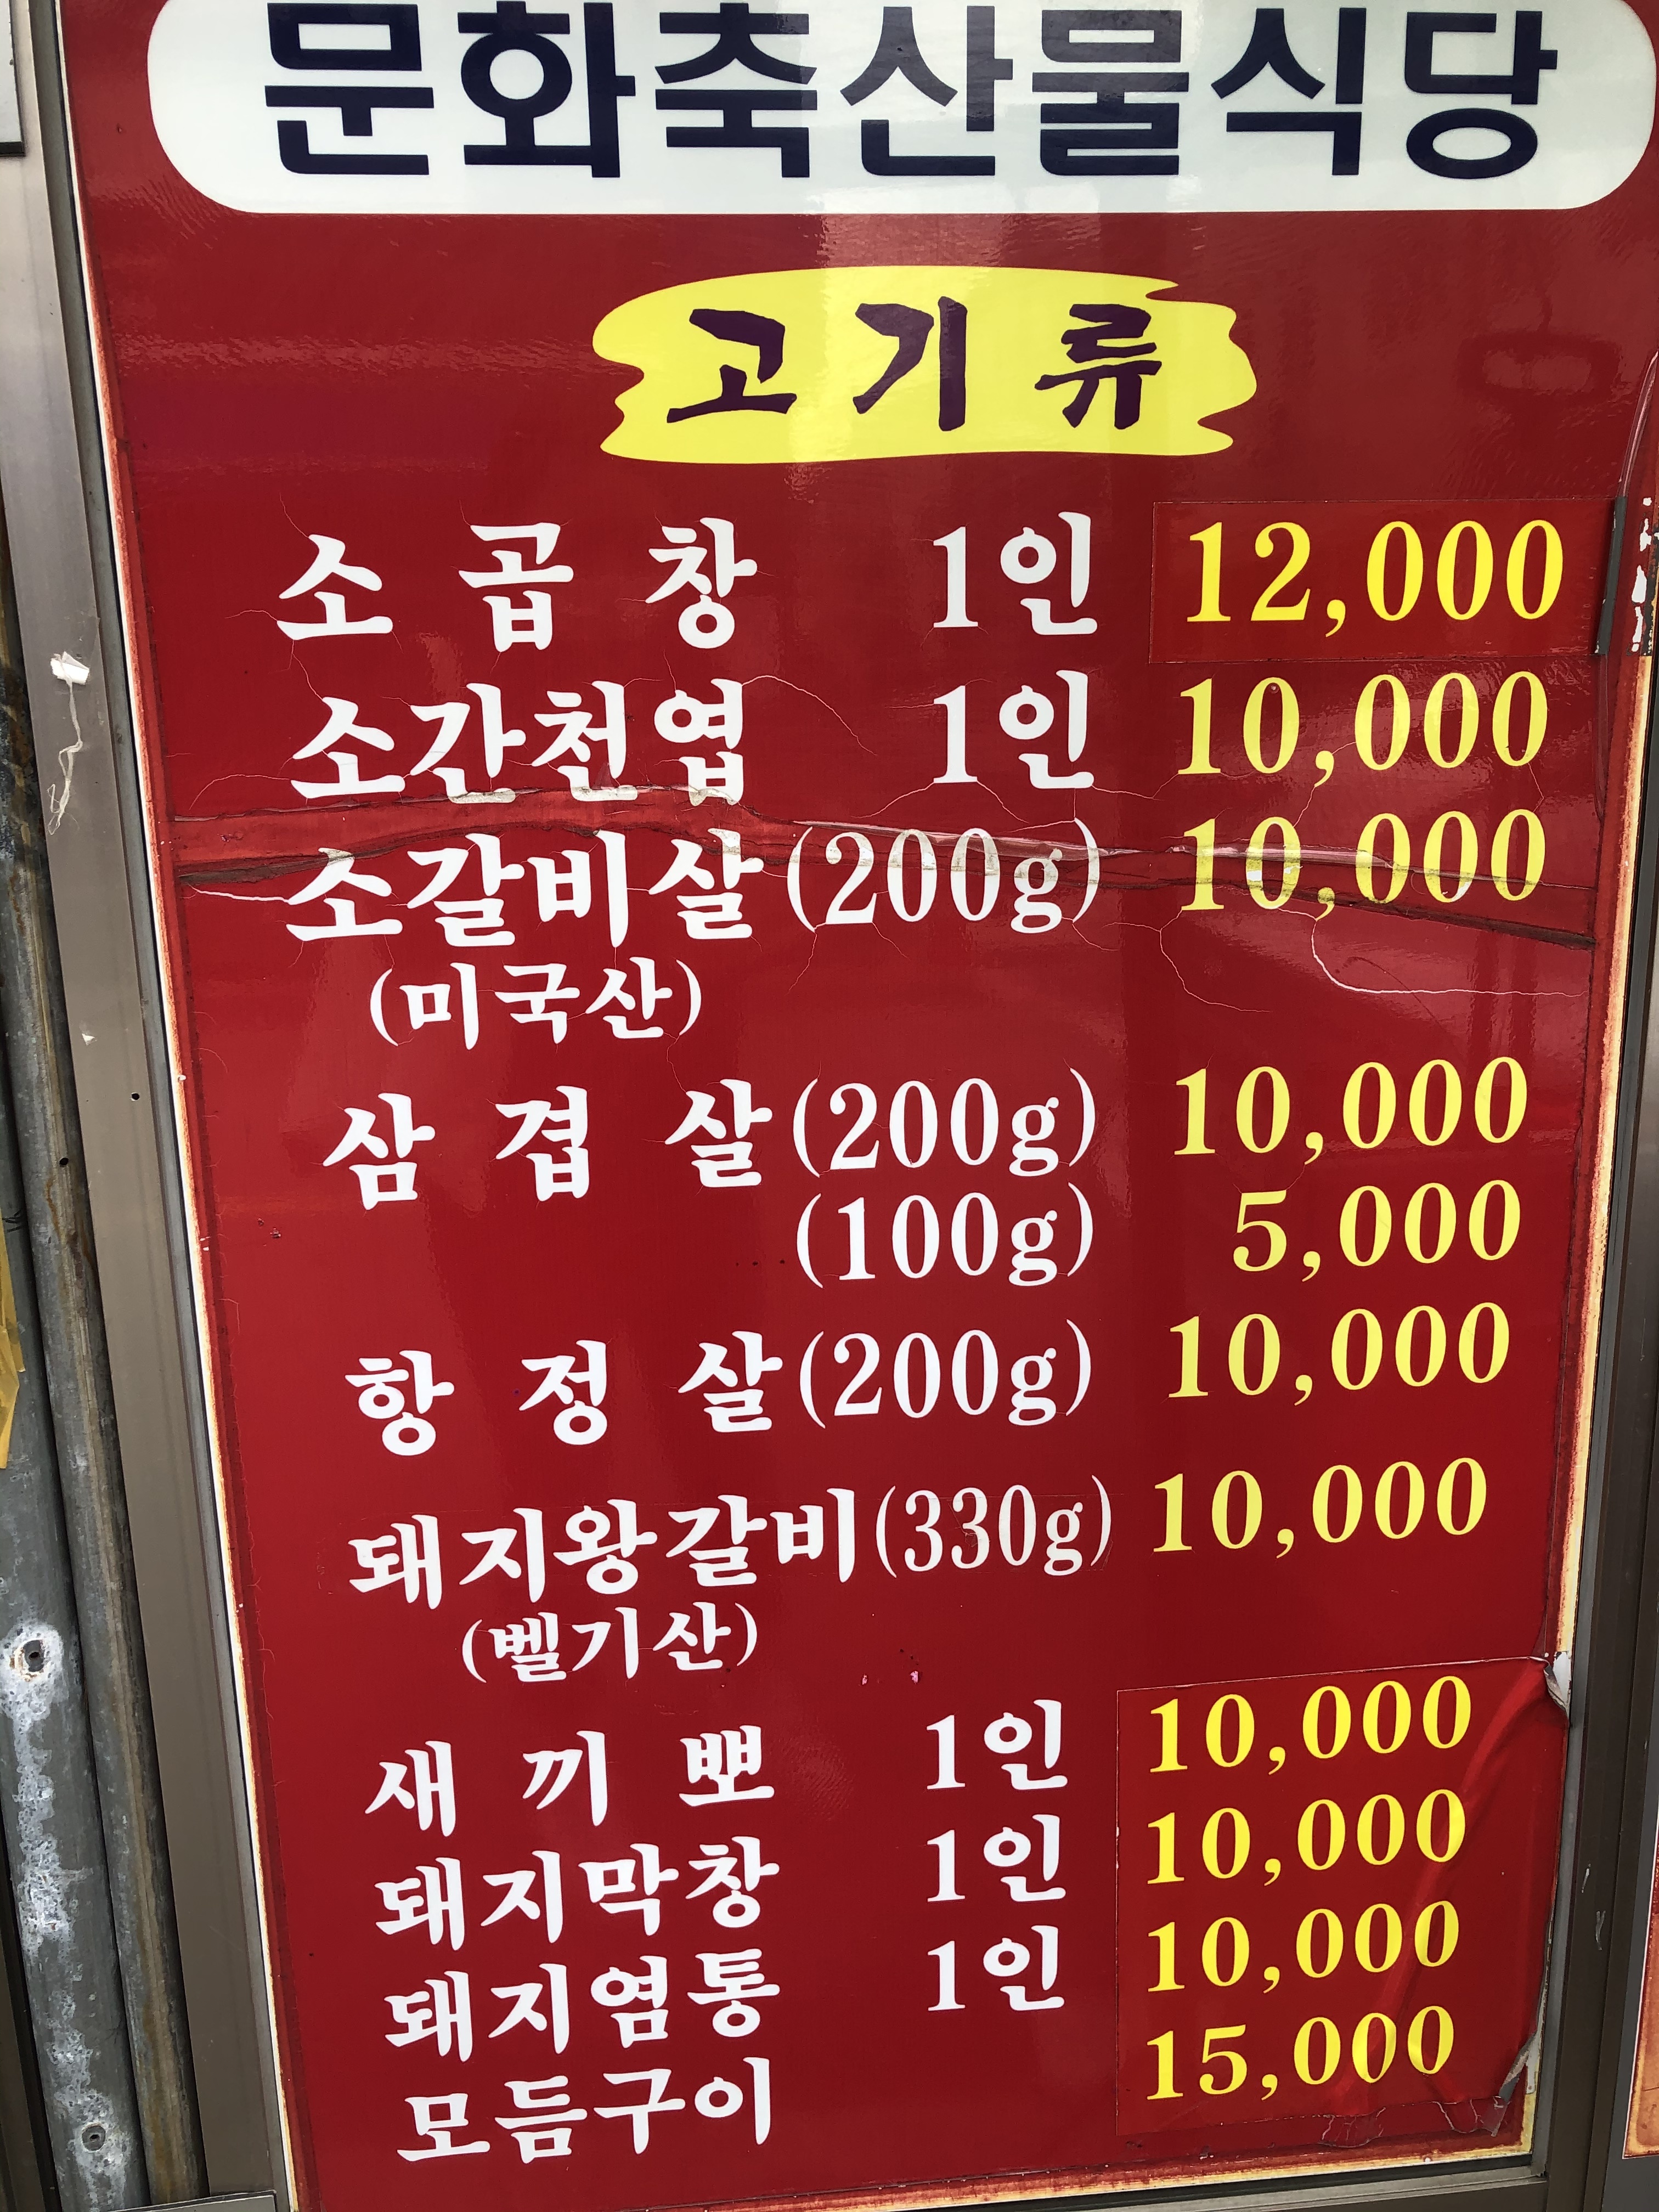 문화축산물식당
고기류
소곱창 1인 12,000
소간천엽 1인 10,000
소갈비살(200g) 10,000
(미국산)
삼겹살(200g) 10,000
(100g) 5,000
항정살(200g) 10,000
돼지왕갈비(330g) 10,000
(벨기산)
새끼뽀 1인 10,000
돼지막창 1인 10,000
돼지염통 1인 10,000
모듬구이 15,000